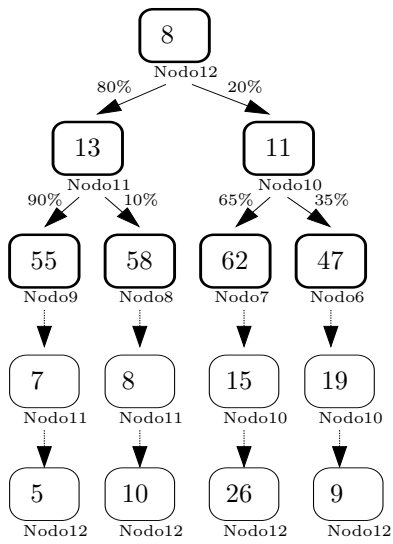 8
Nodo12
80% 20%
13 11
Nodo11 Nodo10
90% 10% 65% 35%
55 58 62 47
Nodo9 Nodo8 Nodo7 Nodo6
7 8 15 19
Nodo11 Nodo11 Nodo10 Nodo10
5 10 26 9
Nodo12 Nodo12 Nodo12 Nodo12